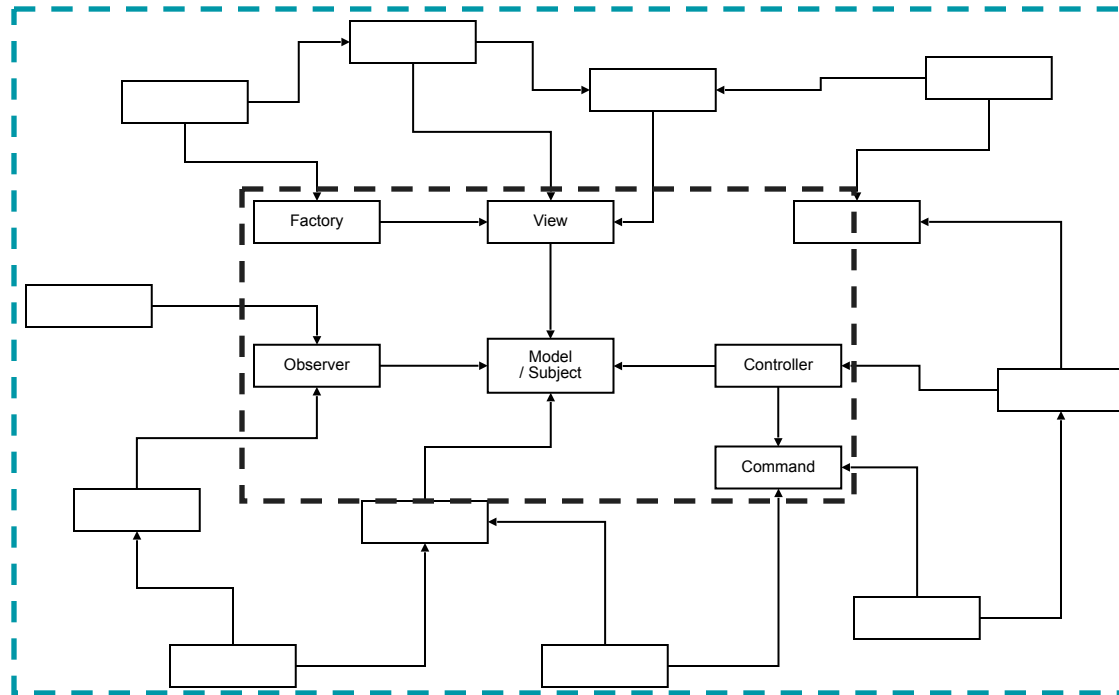 Factory
View
Observer
Model
/ Subject
Controller
Command